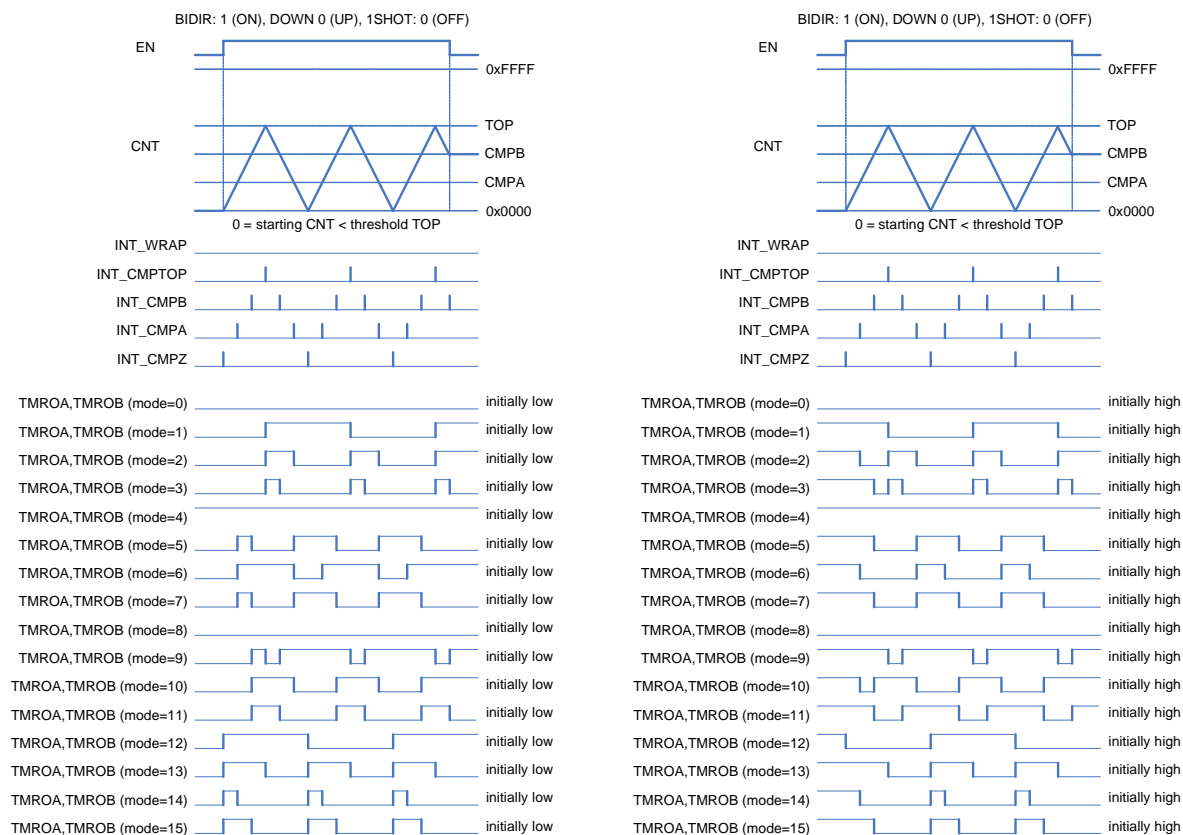 BIDIR: 1 (ON), DOWN 0 (UP), 1SHOT: 0 (OFF)
EN
0xFFFF
TOP
CNT
CMPB
CMPA
0x0000
0 = starting CNT < threshold TOP
INT_WRAP
INT_CMPTOP
INT_CMPB
INT_CMPA
INT_CMPZ
TMROA,TMROB (mode=0) initially low
TMROA,TMROB (mode=1) initially low
TMROA,TMROB (mode=2) initially low
TMROA,TMROB (mode=3) initially low
TMROA,TMROB (mode=4) initially low
TMROA,TMROB (mode=5) initially low
TMROA,TMROB (mode=6) initially low
TMROA,TMROB (mode=7) initially low
TMROA,TMROB (mode=8) initially low
TMROA,TMROB (mode=9) initially low
TMROA,TMROB (mode=10) initially low
TMROA,TMROB (mode=11) initially low
TMROA,TMROB (mode=12) initially low
TMROA,TMROB (mode=13) initially low
TMROA,TMROB (mode=14) initially low
TMROA,TMROB (mode=15) initially low
BIDIR: 1 (ON), DOWN 0 (UP), 1SHOT: 0 (OFF)
EN
0xFFFF
TOP
CNT
CMPB
CMPA
0x0000
0 = starting CNT < threshold TOP
INT_WRAP
INT_CMPTOP
INT_CMPB
INT_CMPA
INT_CMPZ
TMROA,TMROB (mode=0) initially high
TMROA,TMROB (mode=1) initially high
TMROA,TMROB (mode=2) initially high
TMROA,TMROB (mode=3) initially high
TMROA,TMROB (mode=4) initially high
TMROA,TMROB (mode=5) initially high
TMROA,TMROB (mode=6) initially high
TMROA,TMROB (mode=7) initially high
TMROA,TMROB (mode=8) initially high
TMROA,TMROB (mode=9) initially high
TMROA,TMROB (mode=10) initially high
TMROA,TMROB (mode=11) initially high
TMROA,TMROB (mode=12) initially high
TMROA,TMROB (mode=13) initially high
TMROA,TMROB (mode=14) initially high
TMROA,TMROB (mode=15) initially high